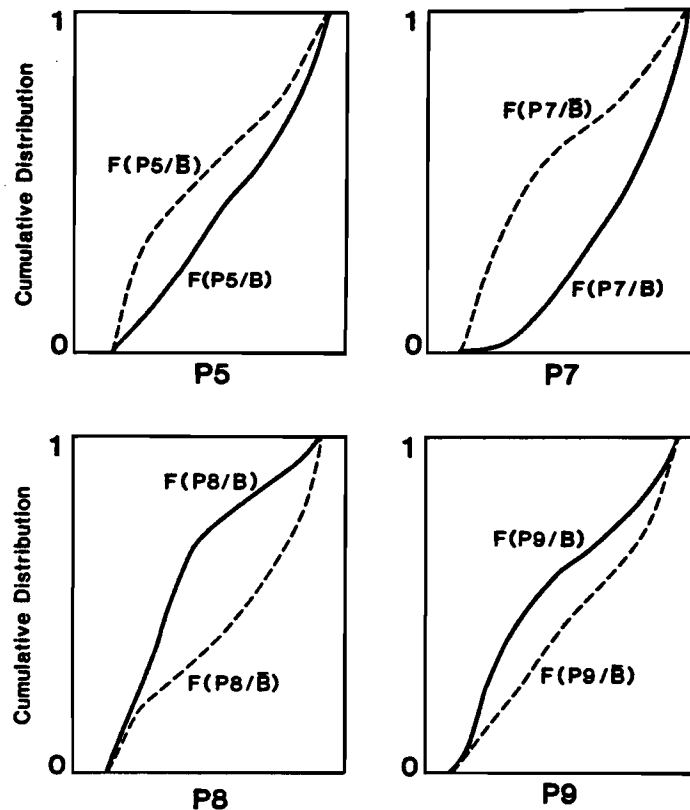 1
1
Cumulative Distribution
F(P5/B̄)
F(P7/B̄)
F(P5/B)
F(P7/B)
0
0
P5
P7
1
1
Cumulative Distribution
F(P8/B)
F(P9/B)
F(P8/B̄)
F(P9/B̄)
0
0
P8
P9